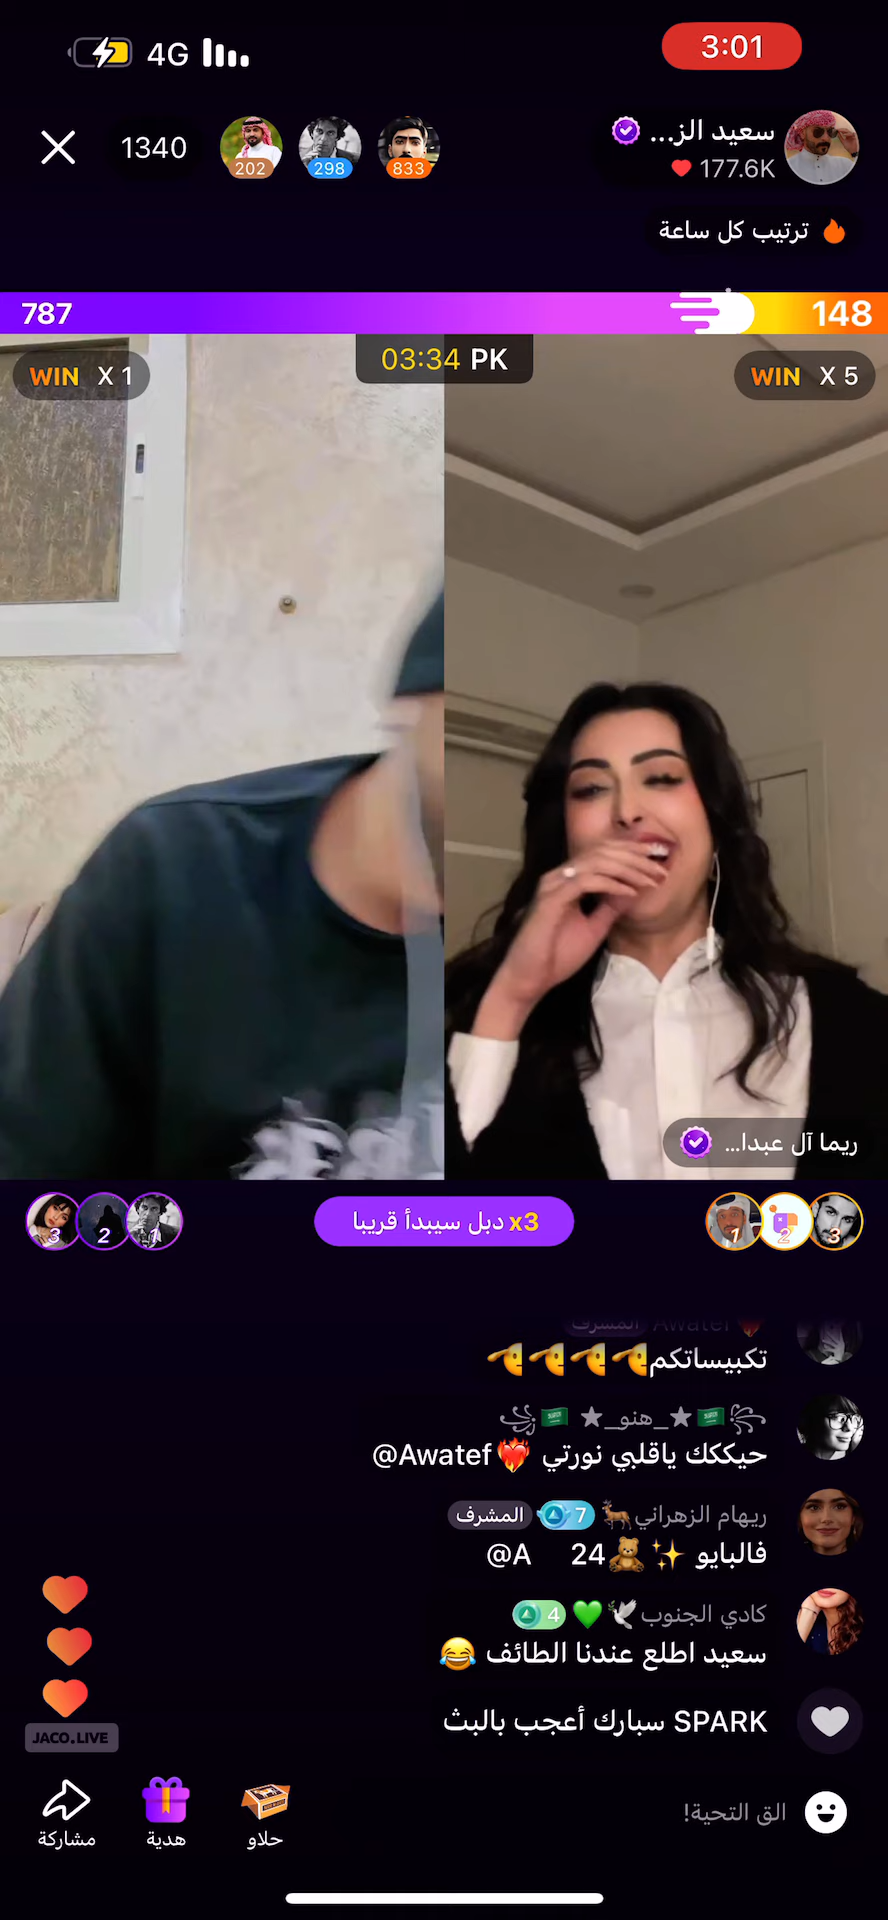 3:01
4G
سعيد الز...
177.6K
833
298
202
1340
ترتيب كل ساعة
787
148
03:34 PK
WIN X 1
WIN X 5
ريما آل عبدا...
3
2
1
x3 دبل سيبدأ قريبا
1
2
3
Awatef المشرف
تكبيساتكم🫡🫡🫡🫡
꧁🇸🇦★_هنو_★🇸🇦꧂
حيككك ياقلبي نورتي ❤️‍🔥@Awatef
ريهام الزهراني🦌 7 المشرف
فالبايو ✨🧸24 @A
كادي الجنوب🕊️💚 4
سعيد اطلع عندنا الطائف 😂
SPARK سبارك أعجب بالبث
JACO.LIVE
الق التحية!
حلاو
هدية
مشاركة